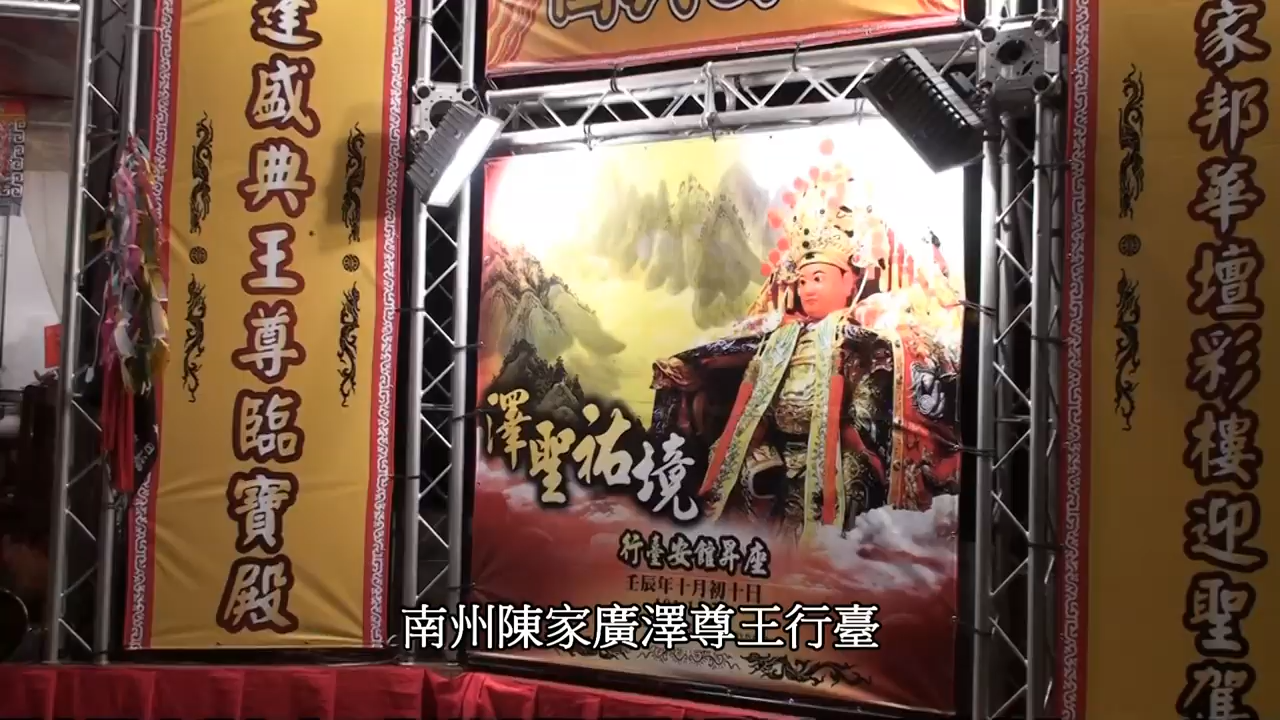 家邦華壇彩樓迎聖駕
逢盛典王尊臨寶殿
澤聖祐境
行臺安館昇座
壬辰年十月初十日
南州陳家廣澤尊王行臺